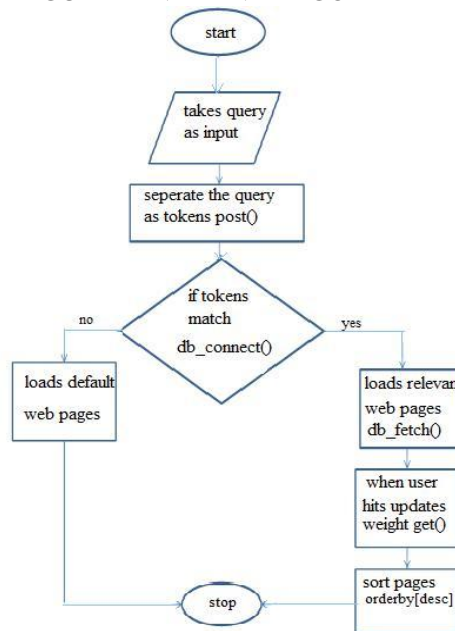 start
takes query
as input
seperate the query
as tokens post()
if tokens
match
db_connect()
no
yes
loads default
web pages
loads relevan
web pages
db_fetch()
when user
hits updates
weight get()
sort pages
orderby[desc]
stop